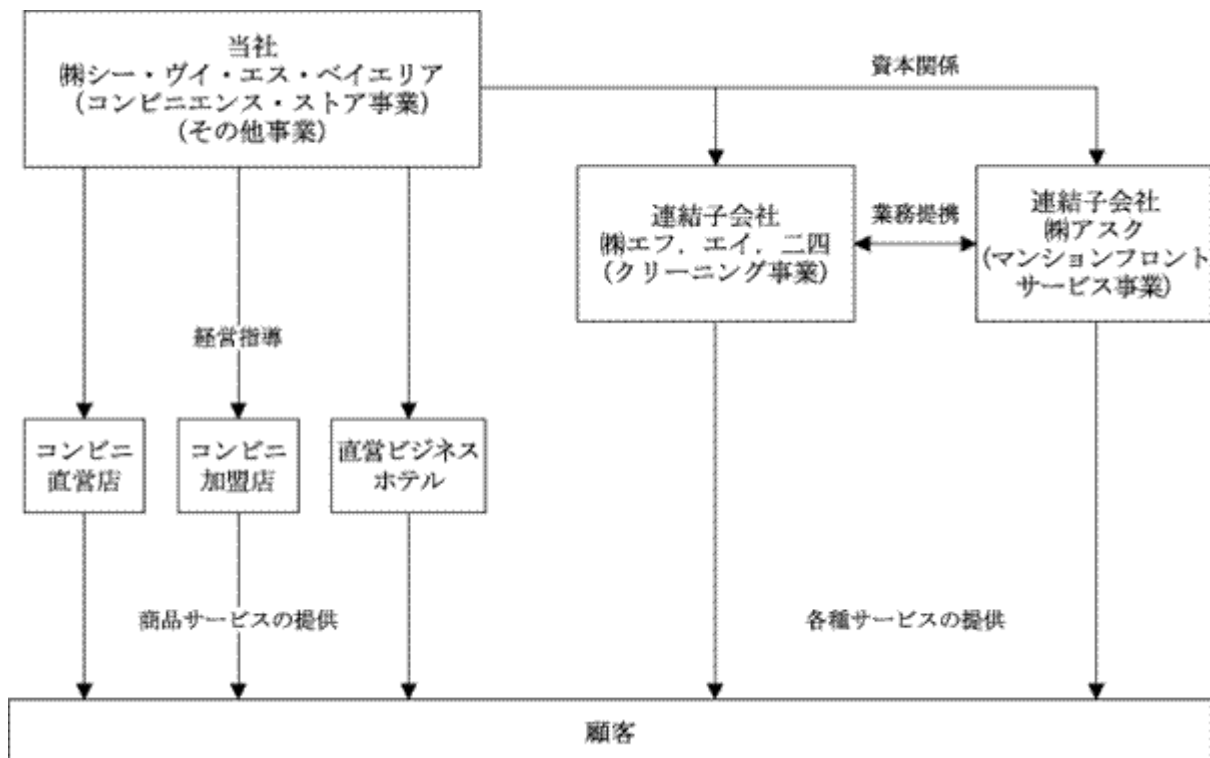 当社
㈱シー・ヴイ・エス・ベイエリア
(コンビニエンス・ストア事業)
(その他事業)
資本関係
連結子会社
㈱エフ．エイ．二四
(クリーニング事業)
業務提携
連結子会社
㈱アスク
(マンションフロント
サービス事業)
経営指導
コンビニ
直営店
コンビニ
加盟店
直営ビジネス
ホテル
商品サービスの提供
各種サービスの提供
顧客